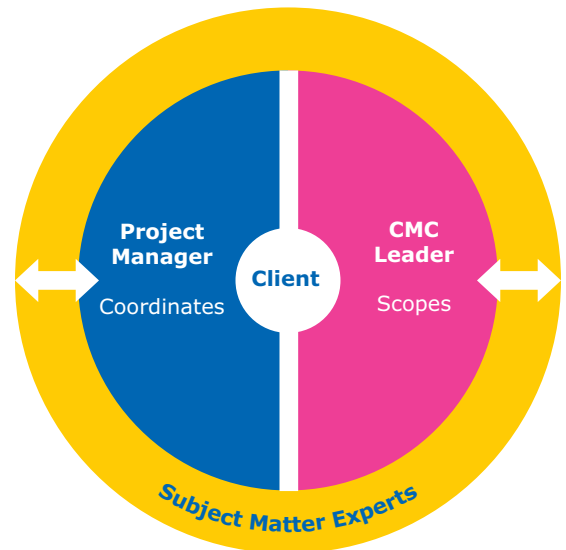 Project
Manager
Coordinates
Client
CMC
Leader
Scopes
Subject Matter Experts